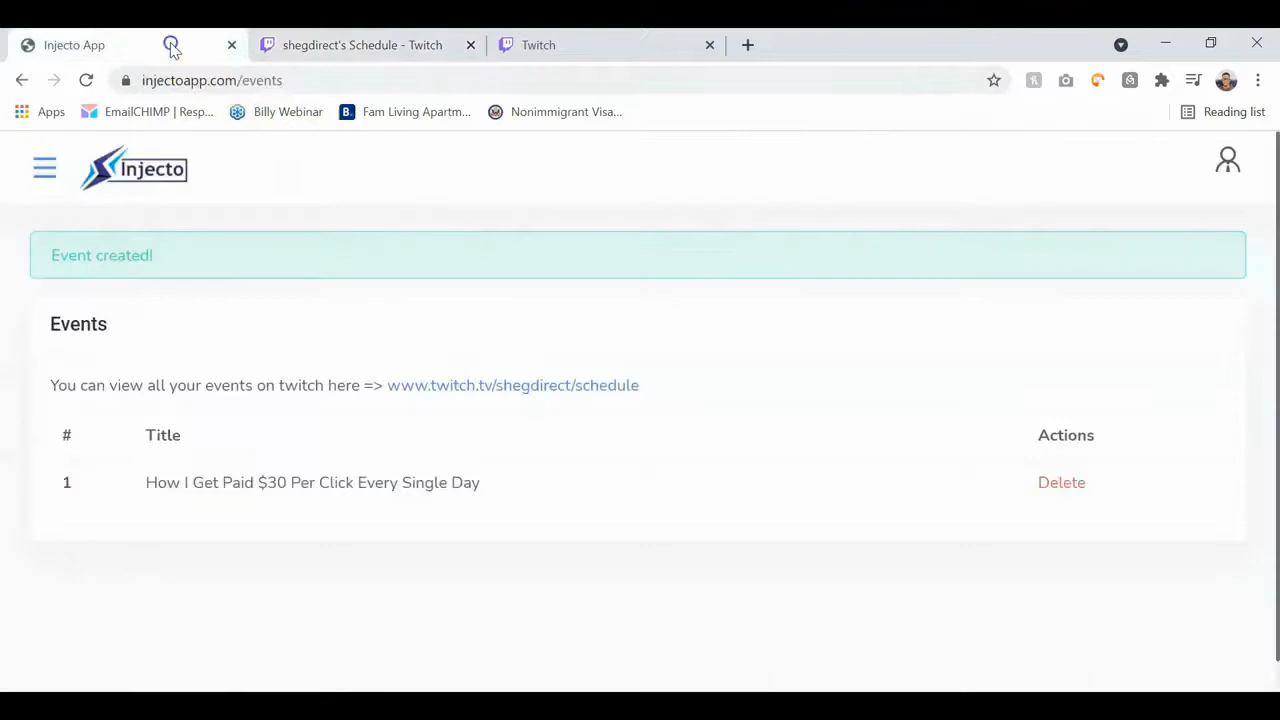 Injecto App
shegdirect's Schedule - Twitch
Twitch
injectoapp.com/events
Apps
EmailCHIMP | Resp...
Billy Webinar
B.
Fam Living Apartm...
Nonimmigrant Visa...
Reading list
Injecto
Event created!
Events
You can view all your events on twitch here => www.twitch.tv/shegdirect/schedule
# Title Actions
1 How I Get Paid $30 Per Click Every Single Day Delete